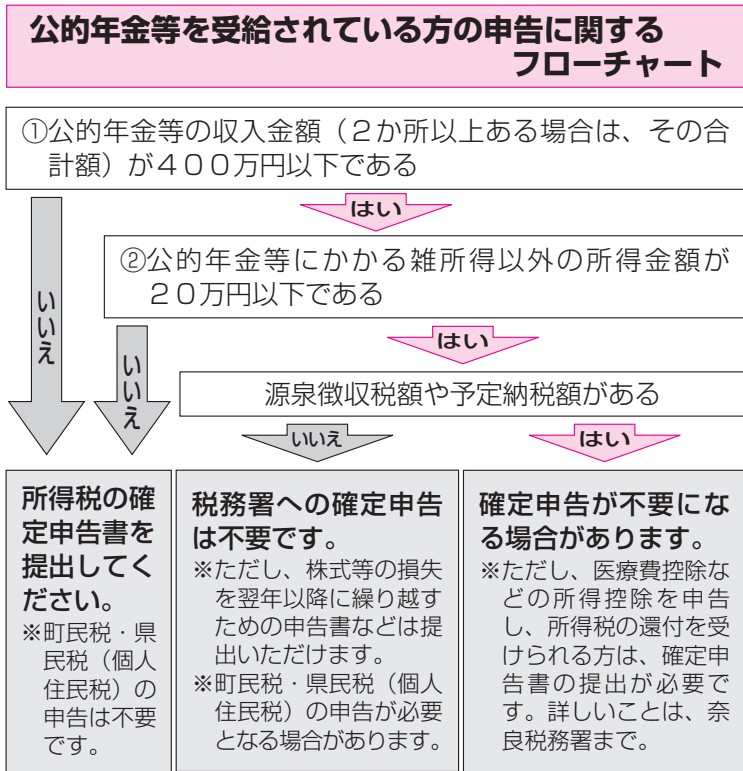 公的年金等を受給されている方の申告に関する
フローチャート
①公的年金等の収入金額（２か所以上ある場合は、その合
計額）が４００万円以下である
はい
②公的年金等にかかる雑所得以外の所得金額が
２０万円以下である
いいえ
はい
いいえ
源泉徴収税額や予定納税額がある
いいえ
はい
所得税の確
定申告書を
提出してく
ださい。
※町民税・県
民税（個人
住民税）の
申告は不要
です。
税務署への確定申告
は不要です。
※ただし、株式等の損失
を翌年以降に繰り越す
ための申告書などは提
出いただけます。
※町民税・県民税（個人
住民税）の申告が必要
となる場合があります。
確定申告が不要にな
る場合があります。
※ただし、医療費控除な
どの所得控除を申告
し、所得税の還付を受
けられる方は、確定申
告書の提出が必要で
す。詳しいことは、奈
良税務署まで。